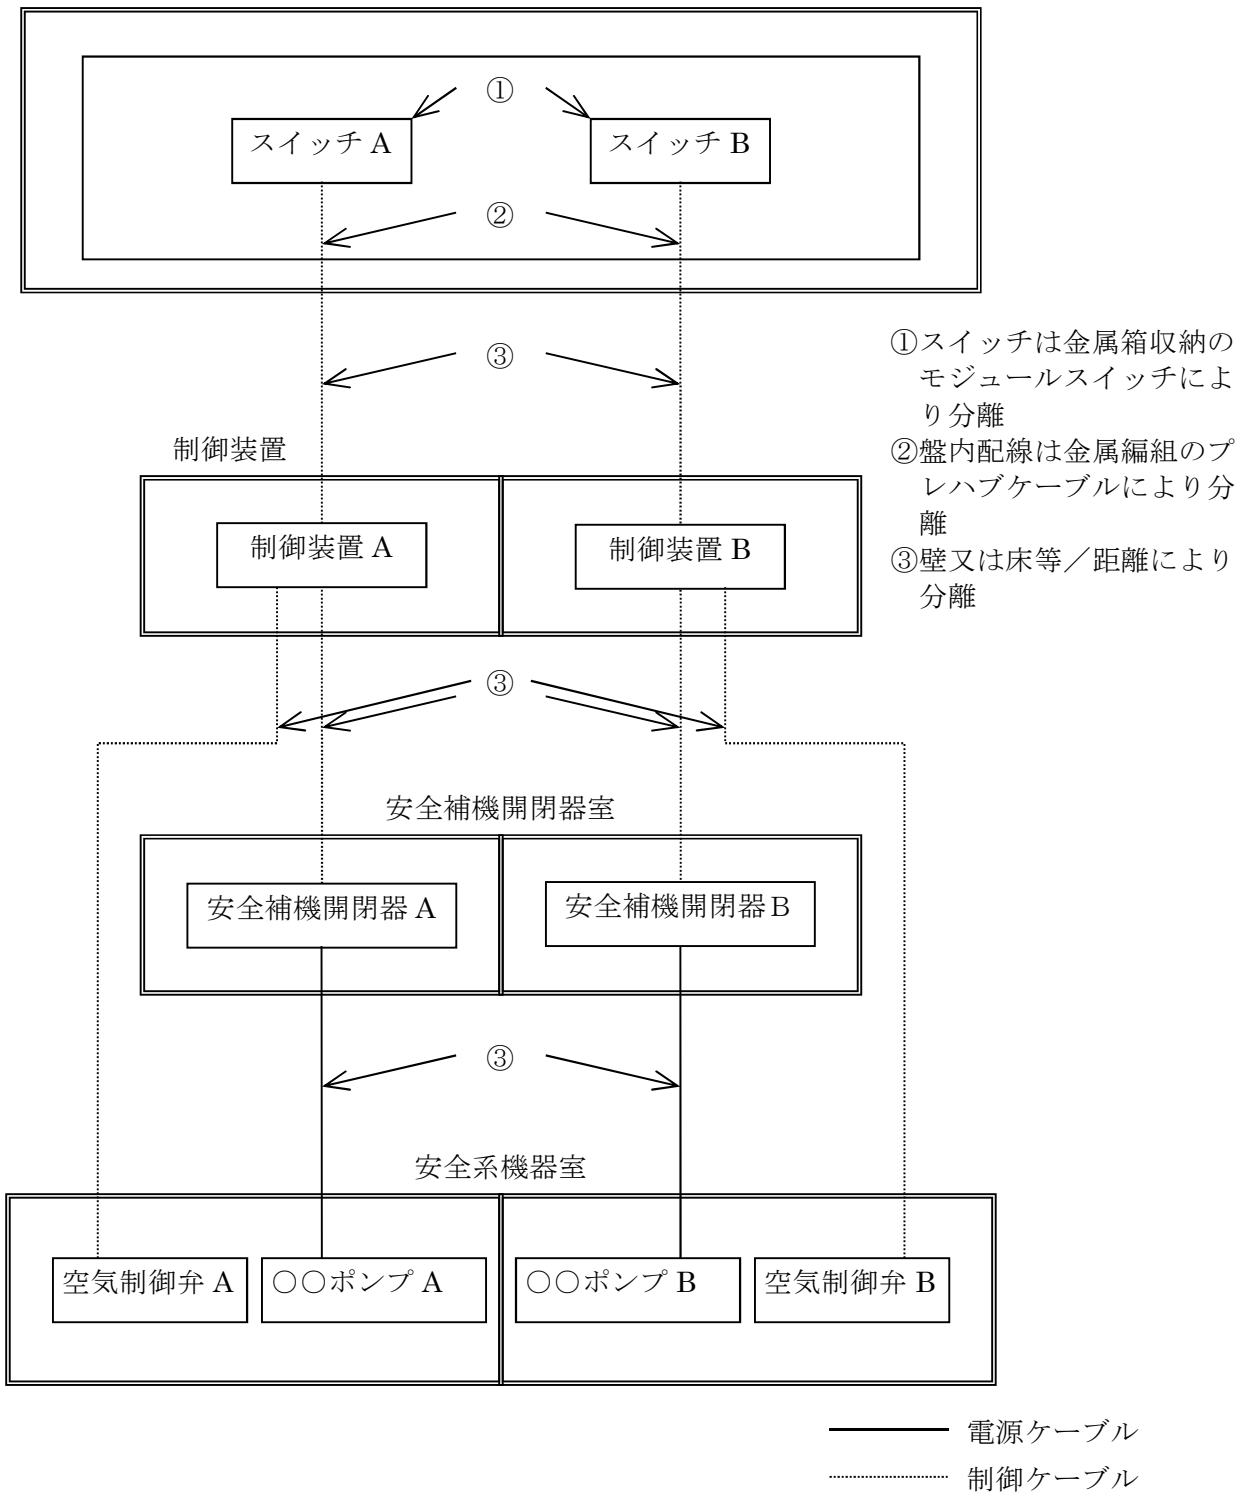 ①
スイッチ A
スイッチ B
②
③
①スイッチは金属箱収納の
モジュールスイッチによ
り分離
②盤内配線は金属編組のプ
レハブケーブルにより分
離
③壁又は床等／距離により
分離
制御装置
制御装置 A
制御装置 B
③
安全補機開閉器室
安全補機開閉器 A
安全補機開閉器 B
③
安全系機器室
空気制御弁 A
○○ポンプ A
○○ポンプ B
空気制御弁 B
電源ケーブル
制御ケーブル